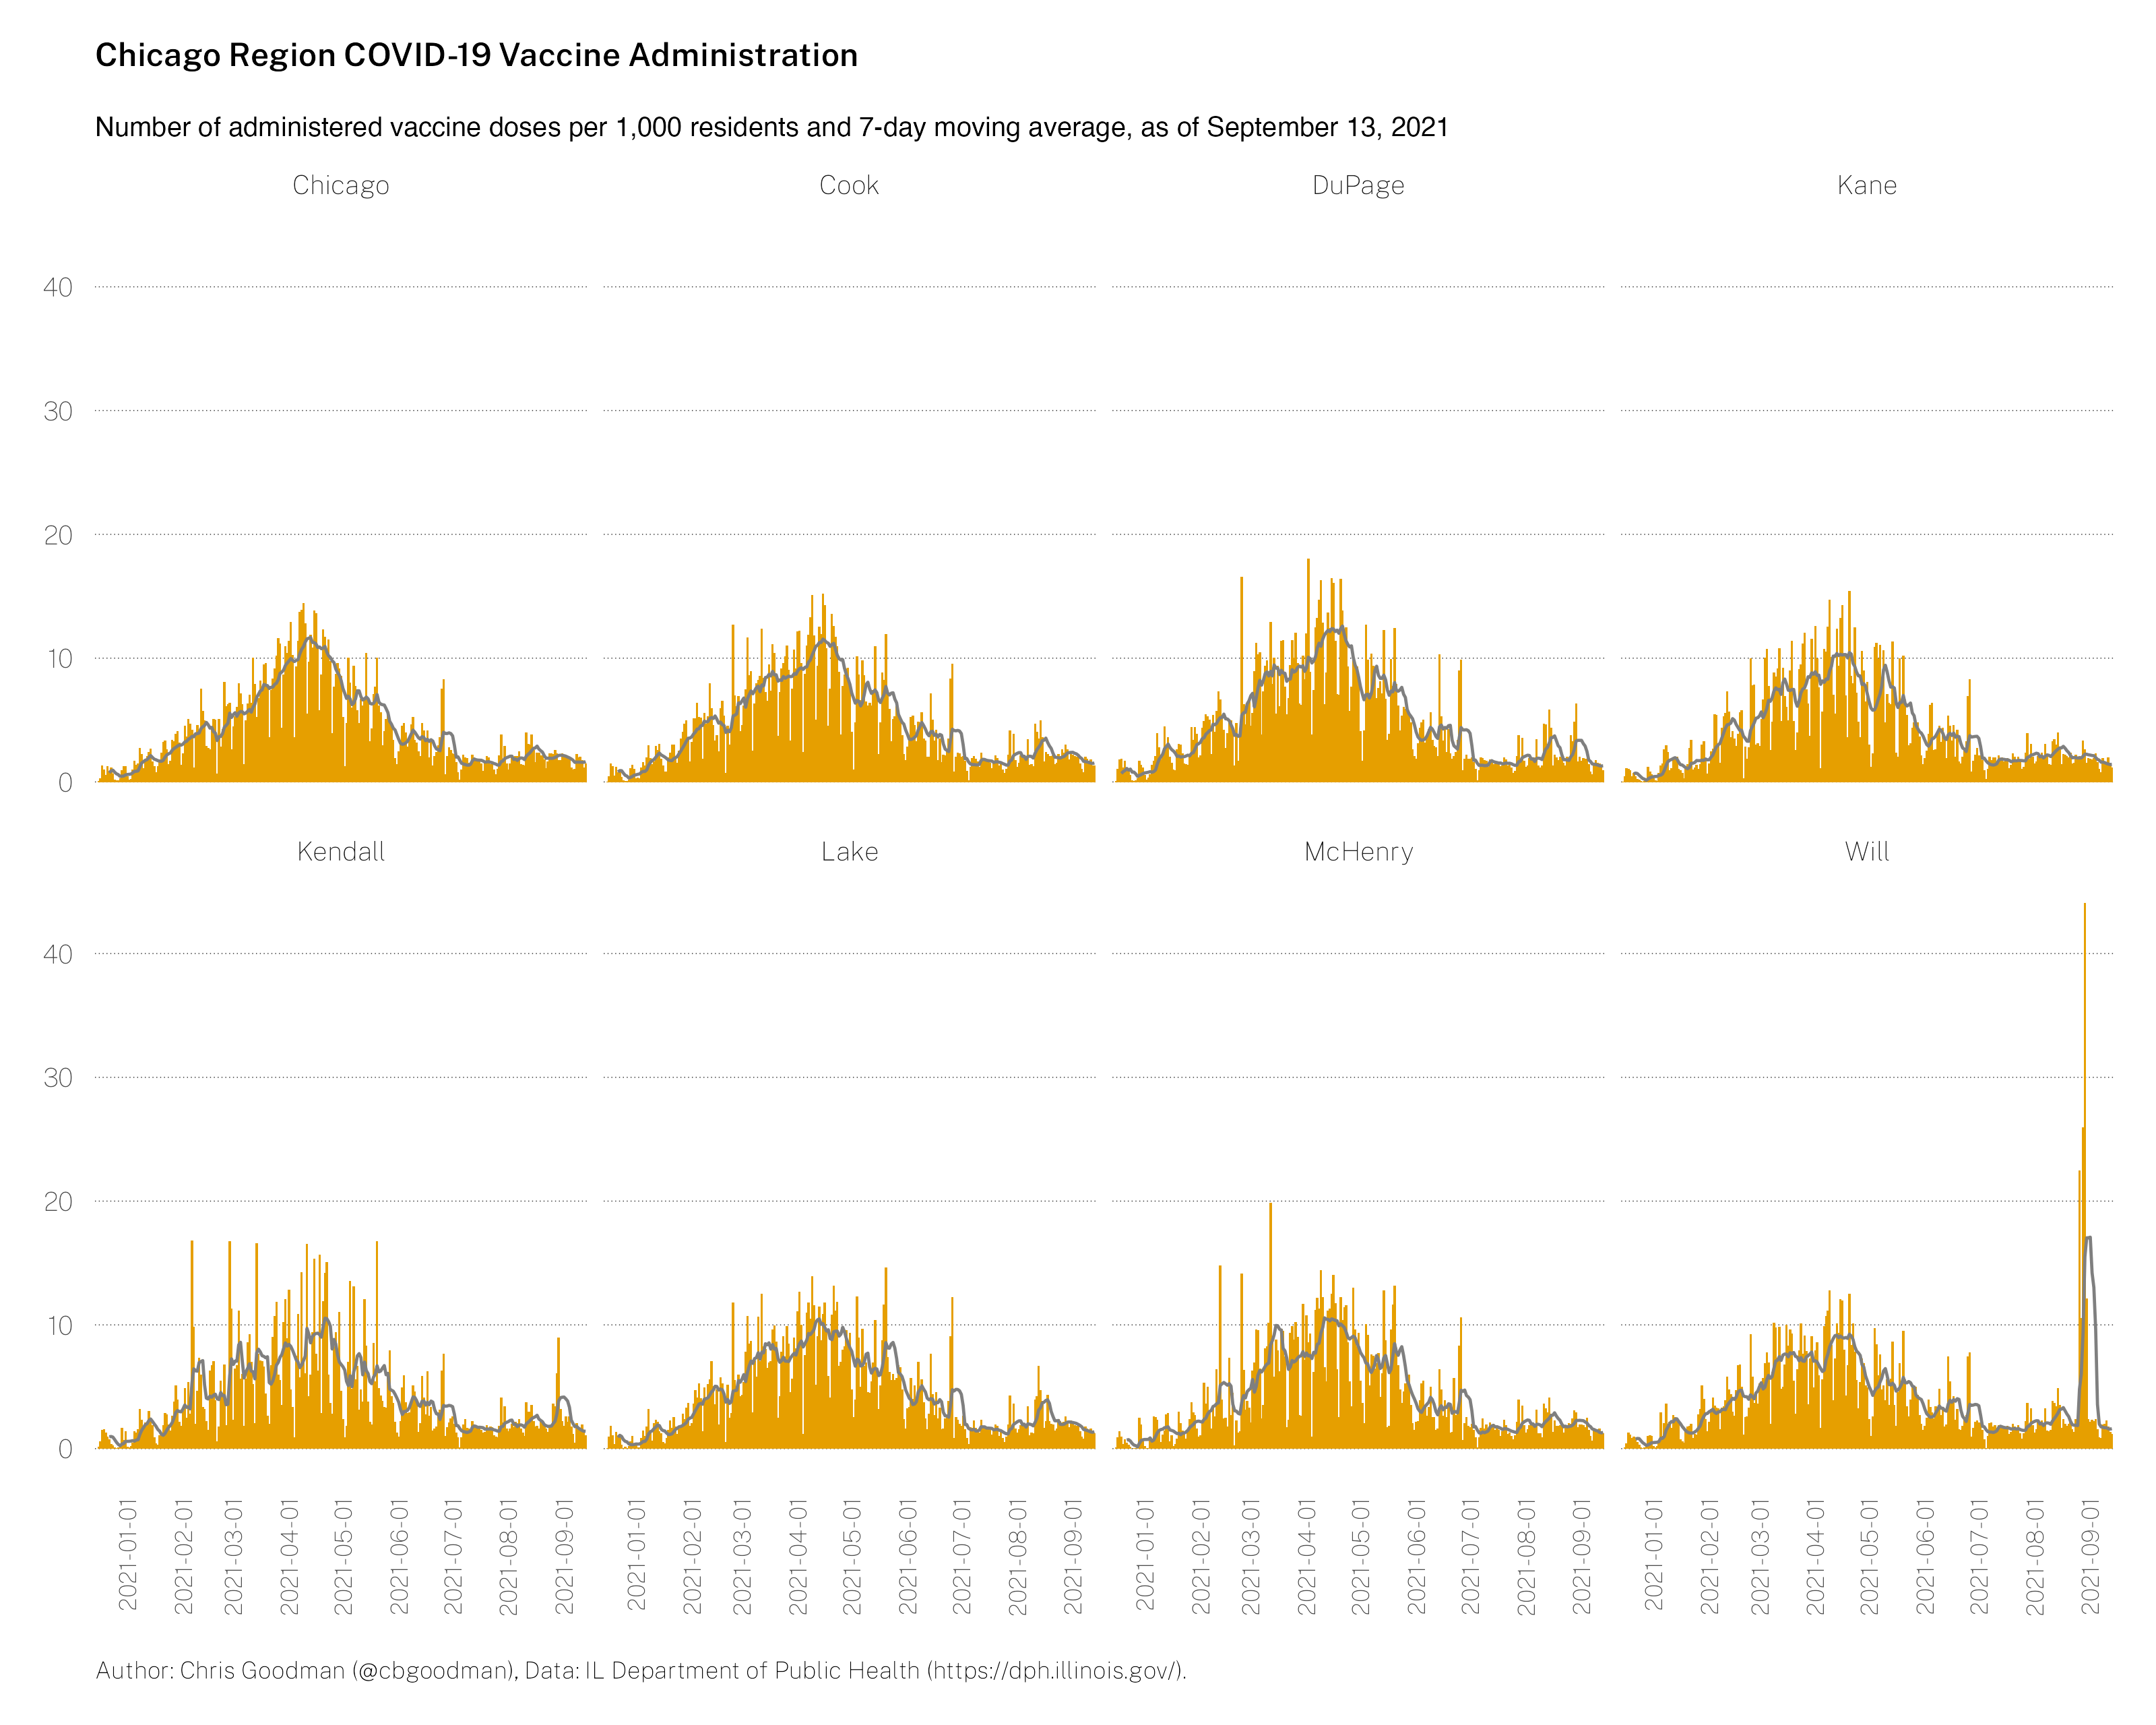 Chicago Region COVID-19 Vaccine Administration
Number of administered vaccine doses per 1,000 residents and 7-day moving average, as of September 13, 2021
Chicago Cook DuPage Kane
40
30
20
10
0
Kendall Lake McHenry Will
40
30
20
10
0
2021-01-01 2021-02-01 2021-03-01 2021-04-01 2021-05-01 2021-06-01 2021-07-01 2021-08-01 2021-09-01 2021-01-01 2021-02-01 2021-03-01 2021-04-01 2021-05-01 2021-06-01 2021-07-01 2021-08-01 2021-09-01 2021-01-01 2021-02-01 2021-03-01 2021-04-01 2021-05-01 2021-06-01 2021-07-01 2021-08-01 2021-09-01 2021-01-01 2021-02-01 2021-03-01 2021-04-01 2021-05-01 2021-06-01 2021-07-01 2021-08-01 2021-09-01
Author: Chris Goodman (@cbgoodman), Data: IL Department of Public Health (https://dph.illinois.gov/).